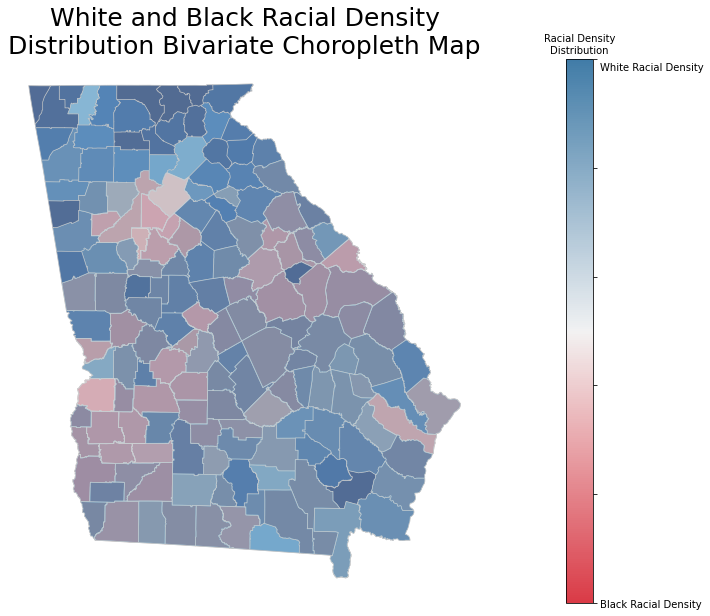 White and Black Racial Density
Distribution Bivariate Choropleth Map
Racial Density
Distribution
White Racial Density
Black Racial Density